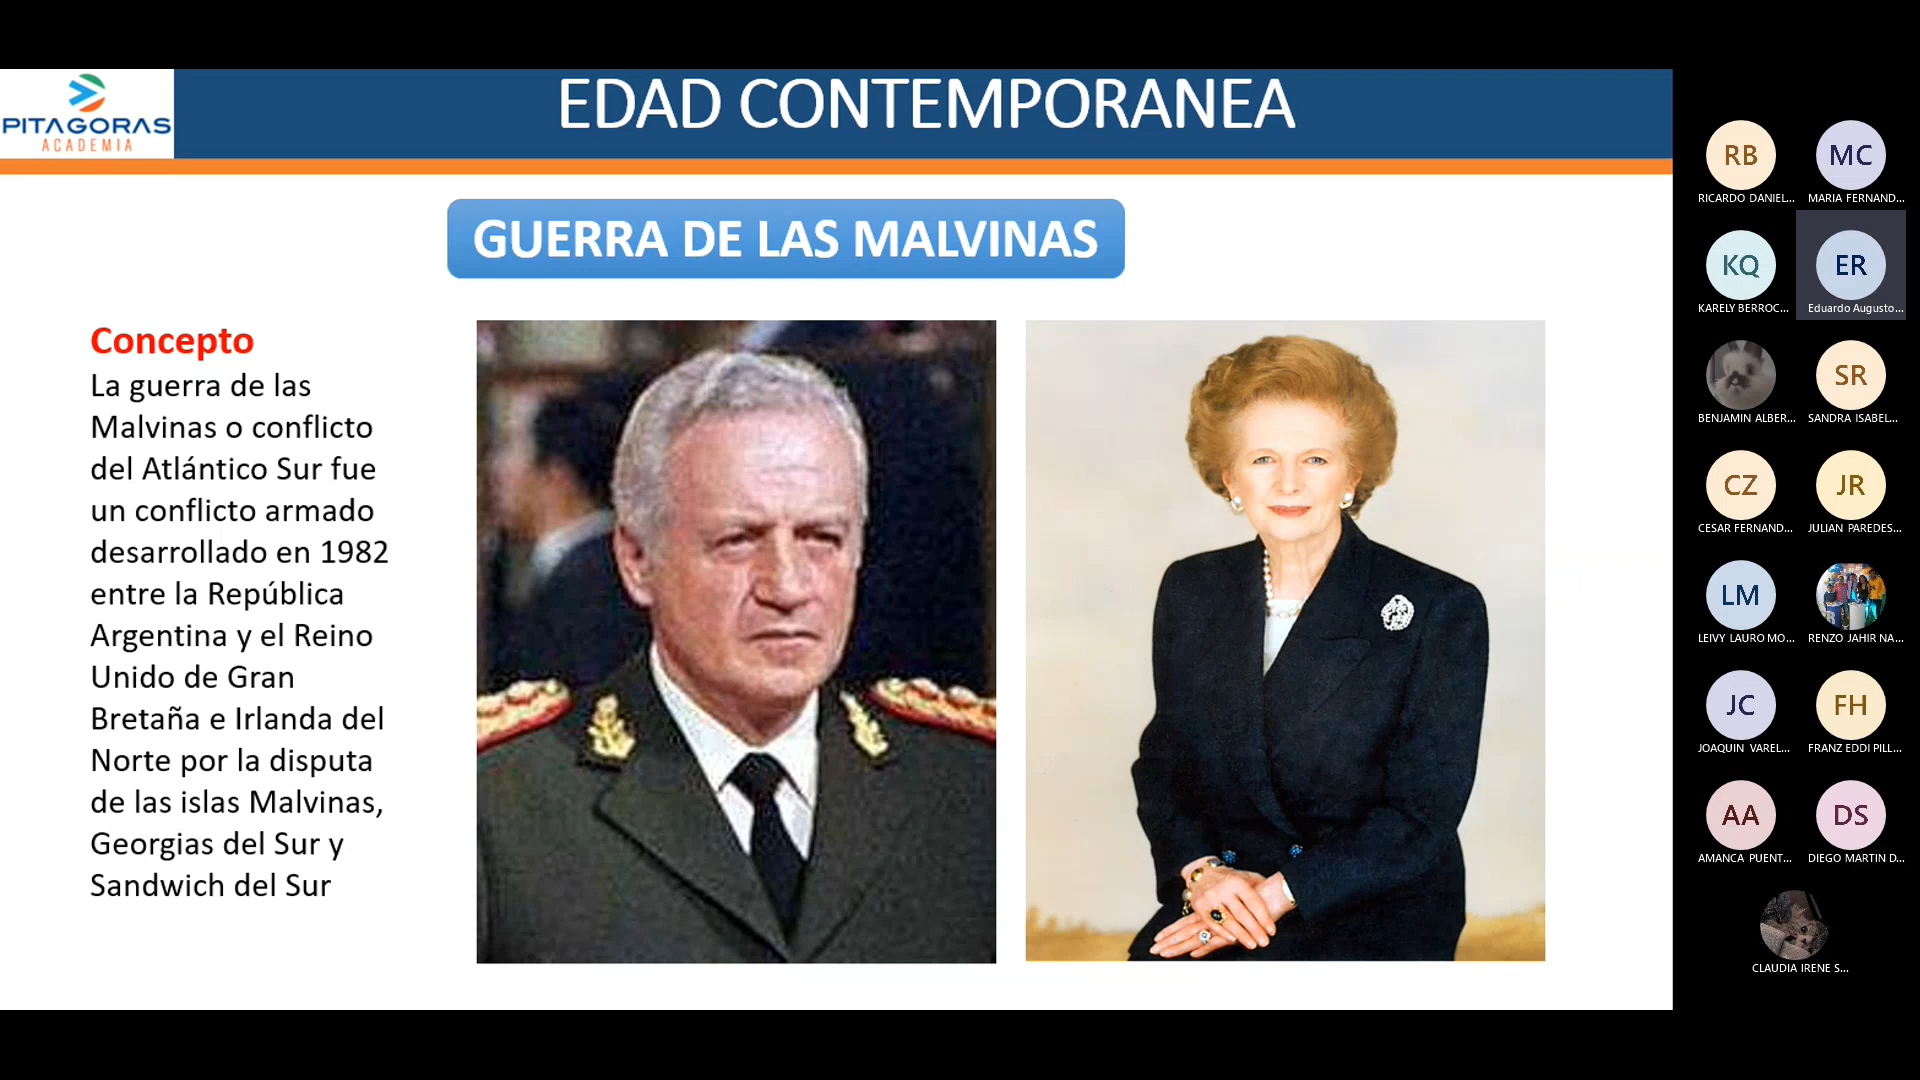 PITAGORAS
ACADEMIA
EDAD CONTEMPORANEA
GUERRA DE LAS MALVINAS
Concepto
La guerra de las
Malvinas o conflicto
del Atlántico Sur fue
un conflicto armado
desarrollado en 1982
entre la República
Argentina y el Reino
Unido de Gran
Bretaña e Irlanda del
Norte por la disputa
de las islas Malvinas,
Georgias del Sur y
Sandwich del Sur
RB
MC
RICARDO DANIEL...
MARIA FERNAND...
KQ
ER
KARELY BERROC...
Eduardo Augusto...
BENJAMIN ALBER...
SR
SANDRA ISABEL...
CZ
JR
CESAR FERNAND...
JULIAN PAREDES...
LM
LEIVY LAURO MO...
RENZO JAHIR NA...
JC
FH
JOAQUIN VAREL...
FRANZ EDDI PILL...
AA
DS
AMANCA PUENT...
DIEGO MARTIN D...
CLAUDIA IRENE S...